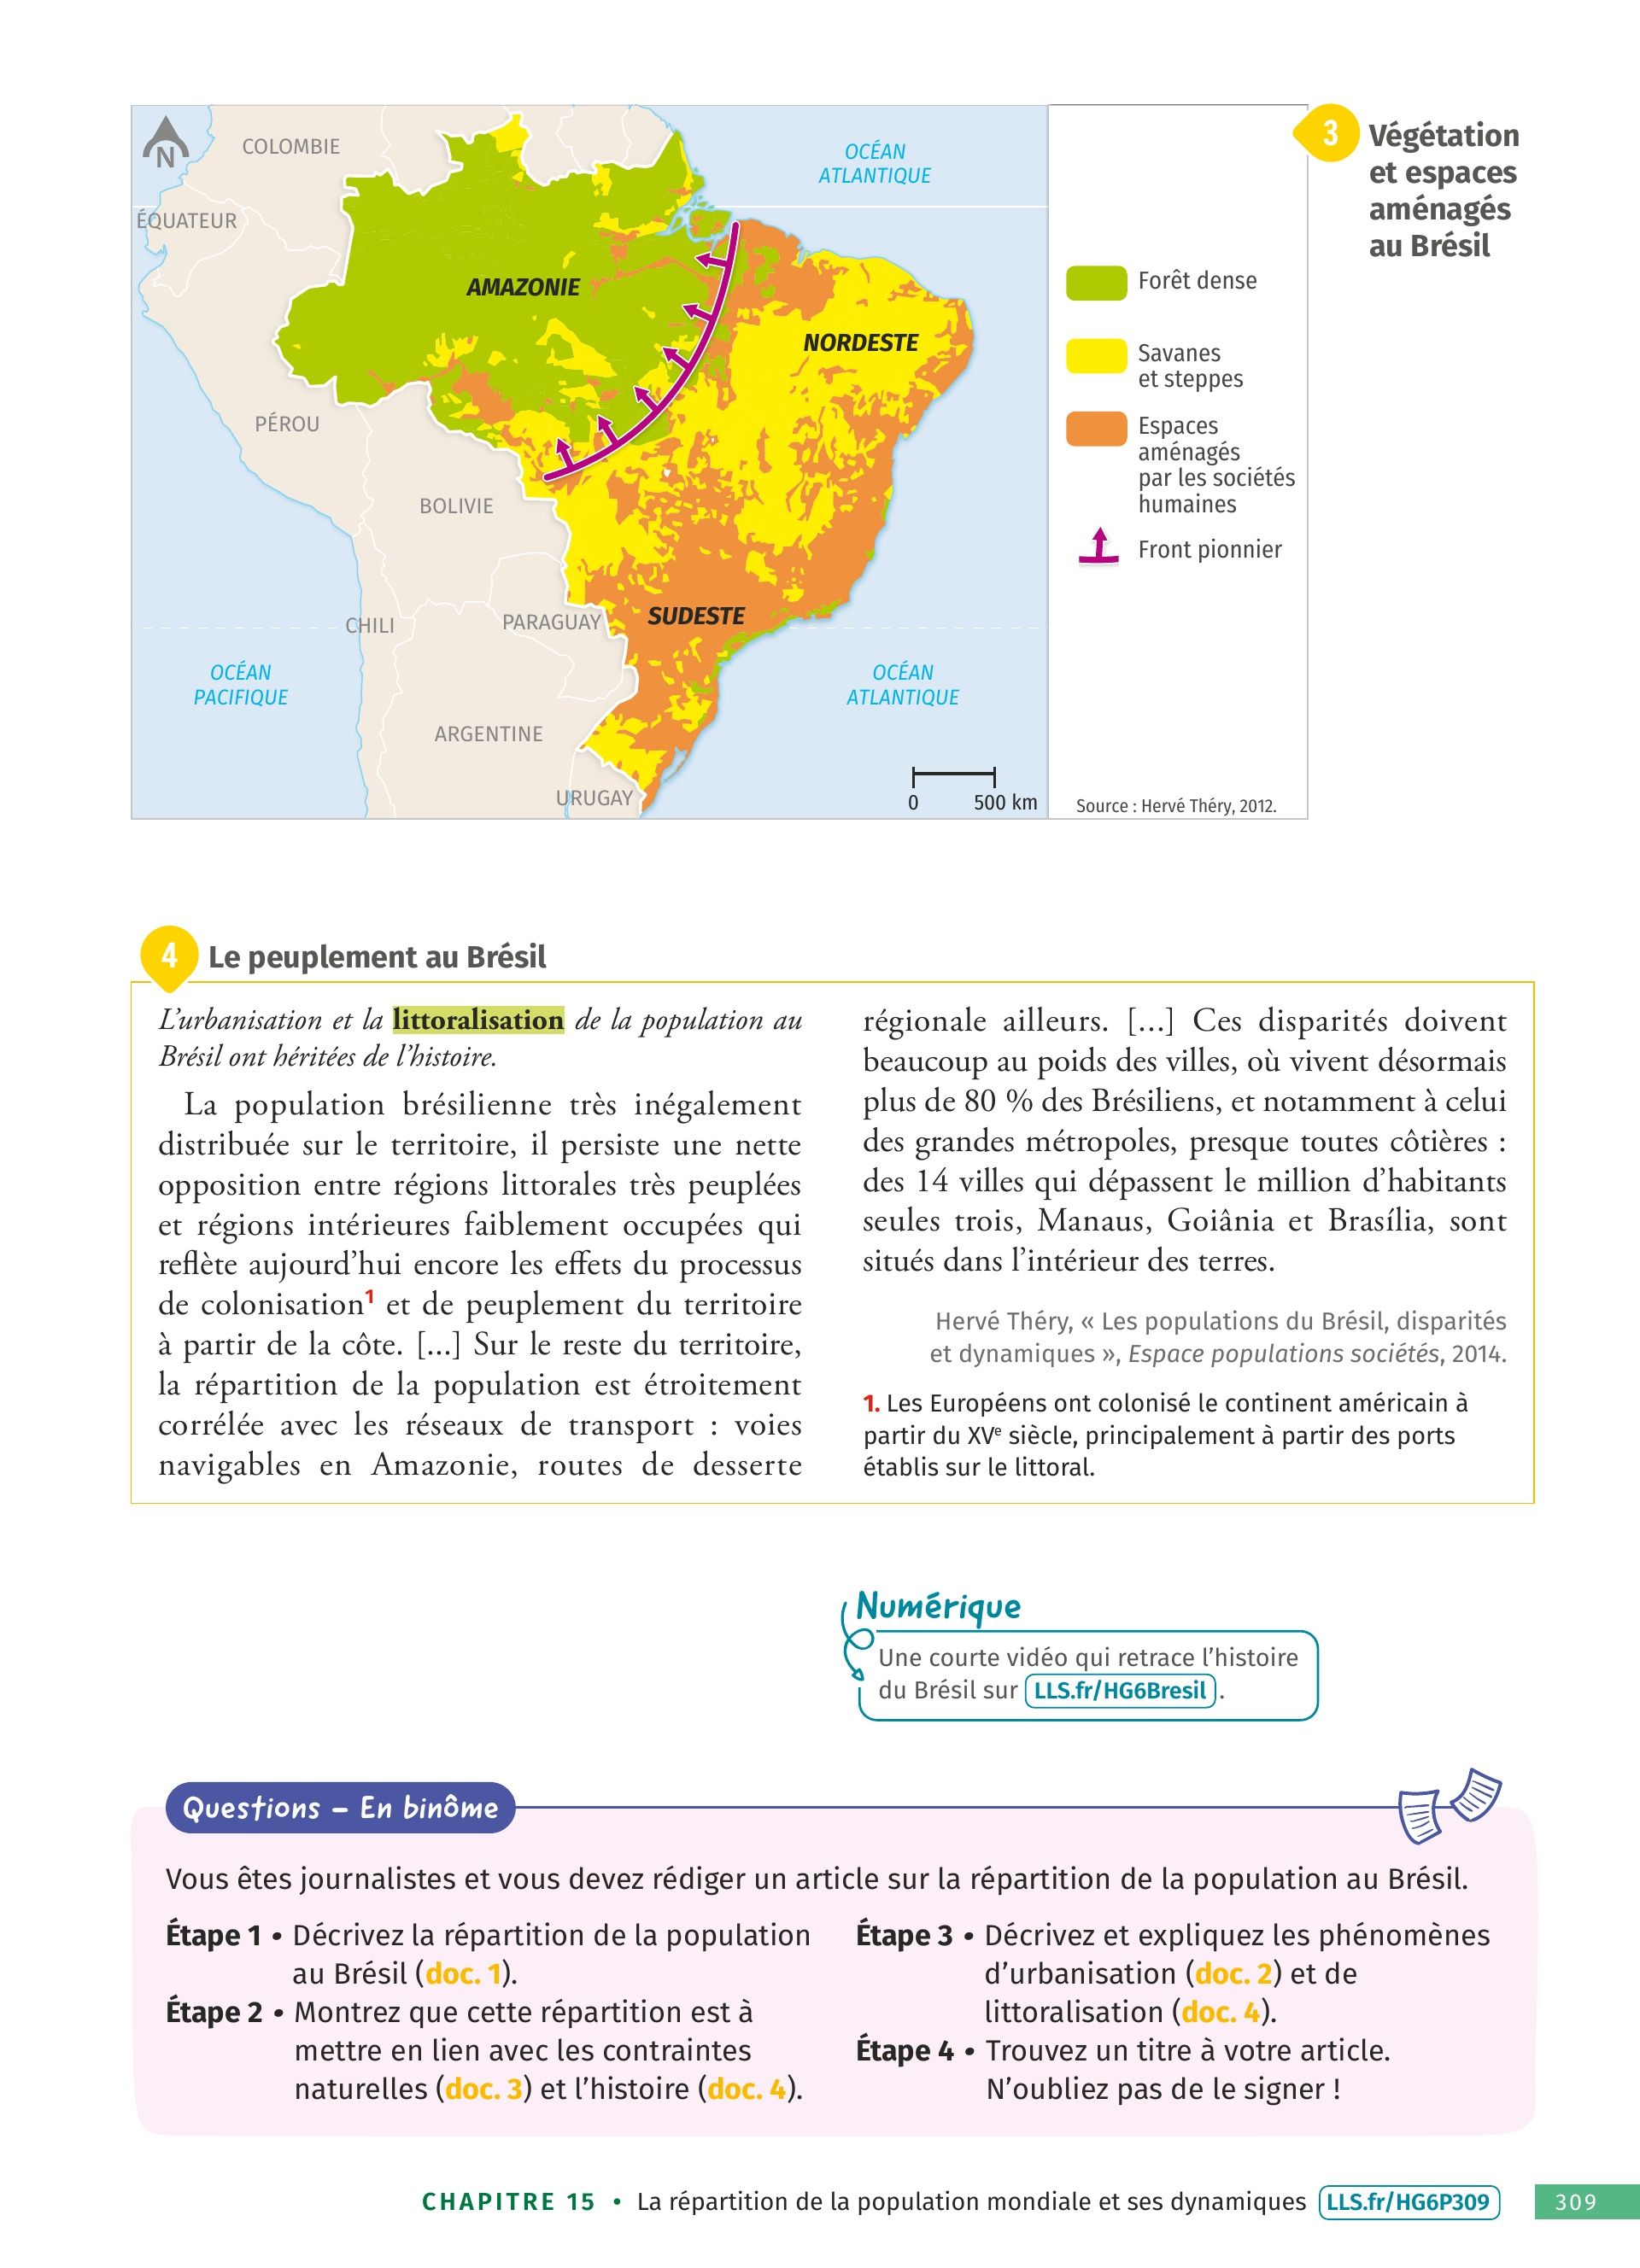 3
Végétation
et espaces
aménagés
au Brésil
N
COLOMBIE
ÉQUATEUR
PÉROU
BOLIVIE
CHILI
PARAGUAY
ARGENTINE
URUGAY
OCÉAN
PACIFIQUE
OCÉAN
ATLANTIQUE
OCÉAN
ATLANTIQUE
AMAZONIE
NORDESTE
SUDESTE
0 500 km
Forêt dense
Savanes
et steppes
Espaces
aménagés
par les sociétés
humaines
Front pionnier
Source : Hervé Théry, 2012.
4 Le peuplement au Brésil
L’urbanisation et la littoralisation de la population au
Brésil ont héritées de l’histoire.
La population brésilienne très inégalement
distribuée sur le territoire, il persiste une nette
opposition entre régions littorales très peuplées
et régions intérieures faiblement occupées qui
reflète aujourd’hui encore les effets du processus
de colonisation1 et de peuplement du territoire
à partir de la côte. [...] Sur le reste du territoire,
la répartition de la population est étroitement
corrélée avec les réseaux de transport : voies
navigables en Amazonie, routes de desserte
régionale ailleurs. [...] Ces disparités doivent
beaucoup au poids des villes, où vivent désormais
plus de 80 % des Brésiliens, et notamment à celui
des grandes métropoles, presque toutes côtières :
des 14 villes qui dépassent le million d’habitants
seules trois, Manaus, Goiânia et Brasília, sont
situés dans l’intérieur des terres.
Hervé Théry, « Les populations du Brésil, disparités
et dynamiques », Espace populations sociétés, 2014.
1. Les Européens ont colonisé le continent américain à
partir du XVe siècle, principalement à partir des ports
établis sur le littoral.
Numérique
Une courte vidéo qui retrace l’histoire
du Brésil sur LLS.fr/HG6Bresil .
Questions – En binôme
Vous êtes journalistes et vous devez rédiger un article sur la répartition de la population au Brésil.
Étape 1 • Décrivez la répartition de la population
au Brésil (doc. 1).
Étape 2 • Montrez que cette répartition est à
mettre en lien avec les contraintes
naturelles (doc. 3) et l’histoire (doc. 4).
Étape 3 • Décrivez et expliquez les phénomènes
d’urbanisation (doc. 2) et de
littoralisation (doc. 4).
Étape 4 • Trouvez un titre à votre article.
N’oubliez pas de le signer !
CHAPITRE 15 • La répartition de la population mondiale et ses dynamiques LLS.fr/HG6P309 309